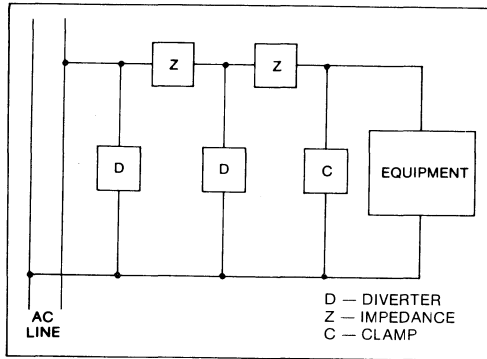 Z Z
D D C EQUIPMENT
AC
LINE
D — DIVERTER
Z — IMPEDANCE
C — CLAMP